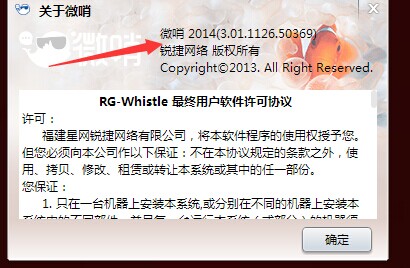 关于微哨
微哨
微哨 2014(3.01.1126.50369)
锐捷网络 版权所有
Copyright©2013. All Right Reserved.
RG-Whistle 最终用户软件许可协议
许可：
福建星网锐捷网络有限公司，将本软件程序的使用权授予您。
但您必须向本公司作以下保证：不在本协议规定的条款之外，使
用、拷贝、修改、租赁或转让本系统或其中的任一部份。
您保证：
1. 只在一台机器上安装本系统,或分别在不同的机器上安装本
确定